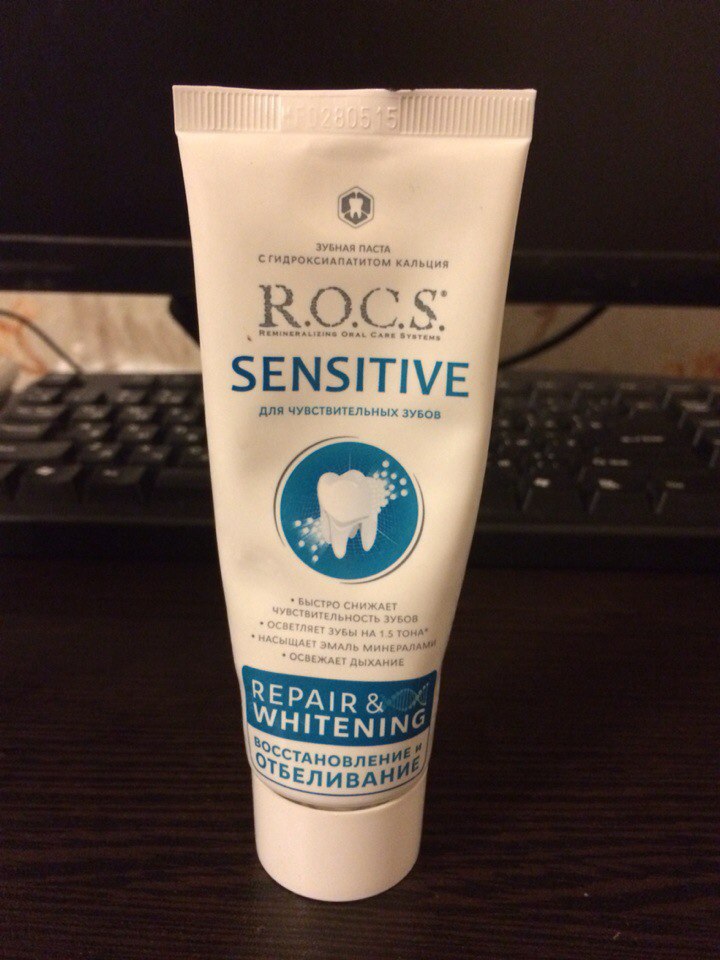 0280515
ЗУБНАЯ ПАСТА
С ГИДРОКСИАПАТИТОМ КАЛЬЦИЯ
R.O.C.S.®
REMINERALIZING ORAL CARE SYSTEMS
SENSITIVE
ДЛЯ ЧУВСТВИТЕЛЬНЫХ ЗУБОВ
• БЫСТРО СНИЖАЕТ
ЧУВСТВИТЕЛЬНОСТЬ ЗУБОВ
• ОСВЕТЛЯЕТ ЗУБЫ НА 1.5 ТОНА*
• НАСЫЩАЕТ ЭМАЛЬ МИНЕРАЛАМИ
• ОСВЕЖАЕТ ДЫХАНИЕ
REPAIR &
WHITENING
ВОССТАНОВЛЕНИЕ и
ОТБЕЛИВАНИЕ